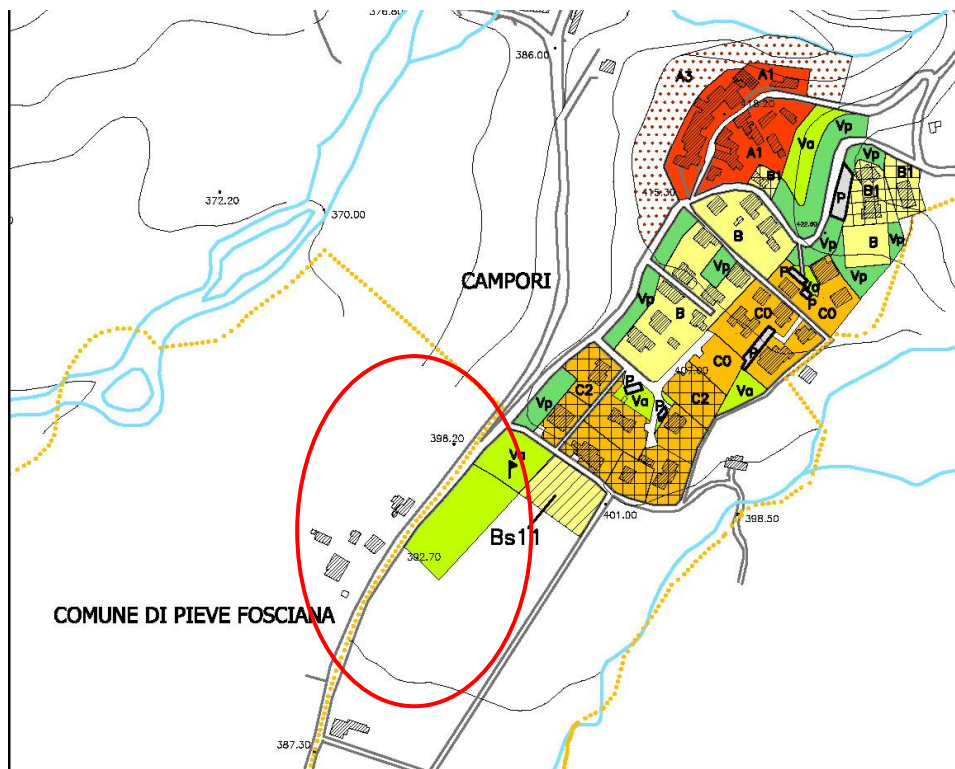 376.80
386.00
A3
A1
418.20
Vp
Va
A1
Vp
B1
B1
B1
P
415.30
372.20
370.00
B
B
Vp
Vp
CAMPORI
Vp
P
Va
P
Vp
C0
C0
Vp
B
P
C0
C2
P
Va
P
C2
Va
Vp
398.20
Va
401.00
398.50
Bs11
392.70
COMUNE DI PIEVE FOSCIANA
387.30